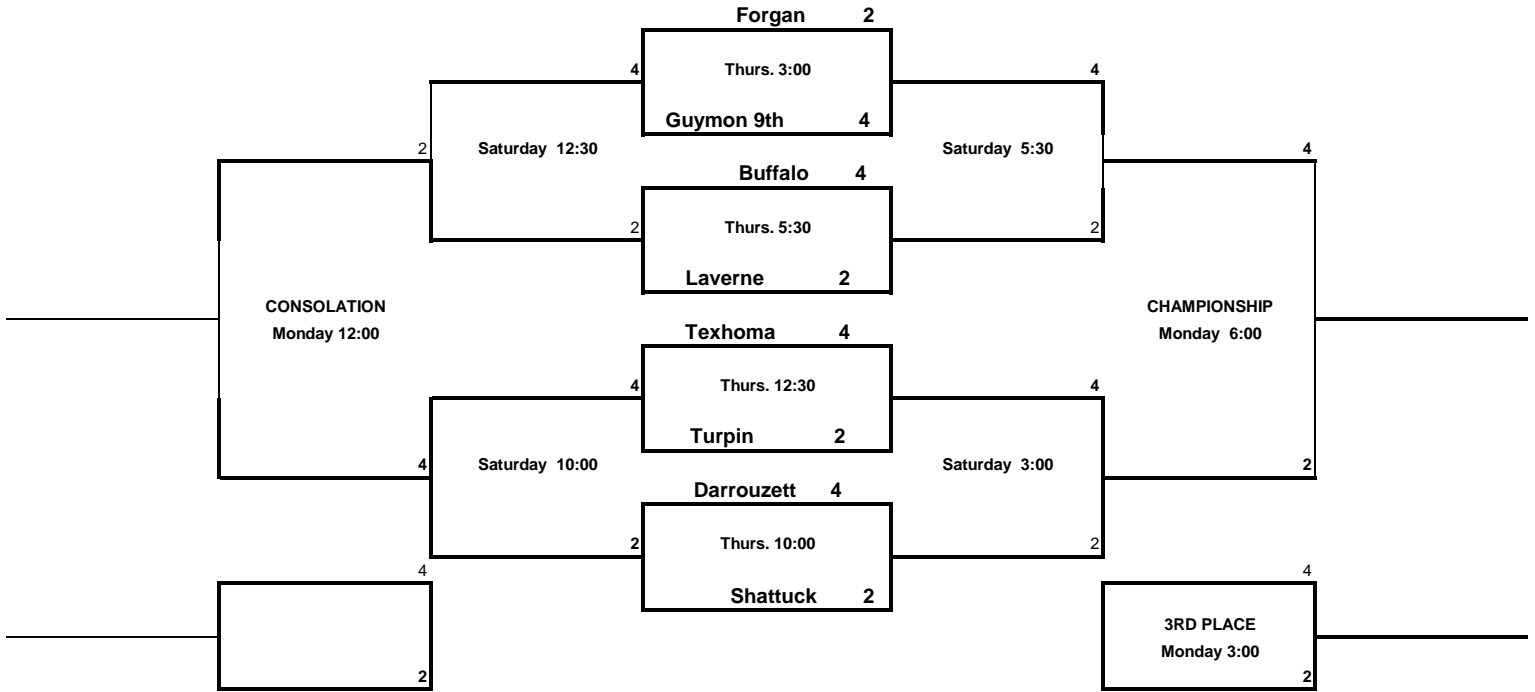 Forgan 2
4 Thurs. 3:00 4
Guymon 9th 4
2 Saturday 12:30 Saturday 5:30 4
Buffalo 4
2 Thurs. 5:30 2
Laverne 2
CONSOLATION CHAMPIONSHIP
Monday 12:00 Texhoma 4 Monday 6:00
4 Thurs. 12:30 4
Turpin 2
4 Saturday 10:00 Saturday 3:00 2
Darrouzett 4
2 Thurs. 10:00 2
4 4
Shattuck 2
3RD PLACE
Monday 3:00
2 2